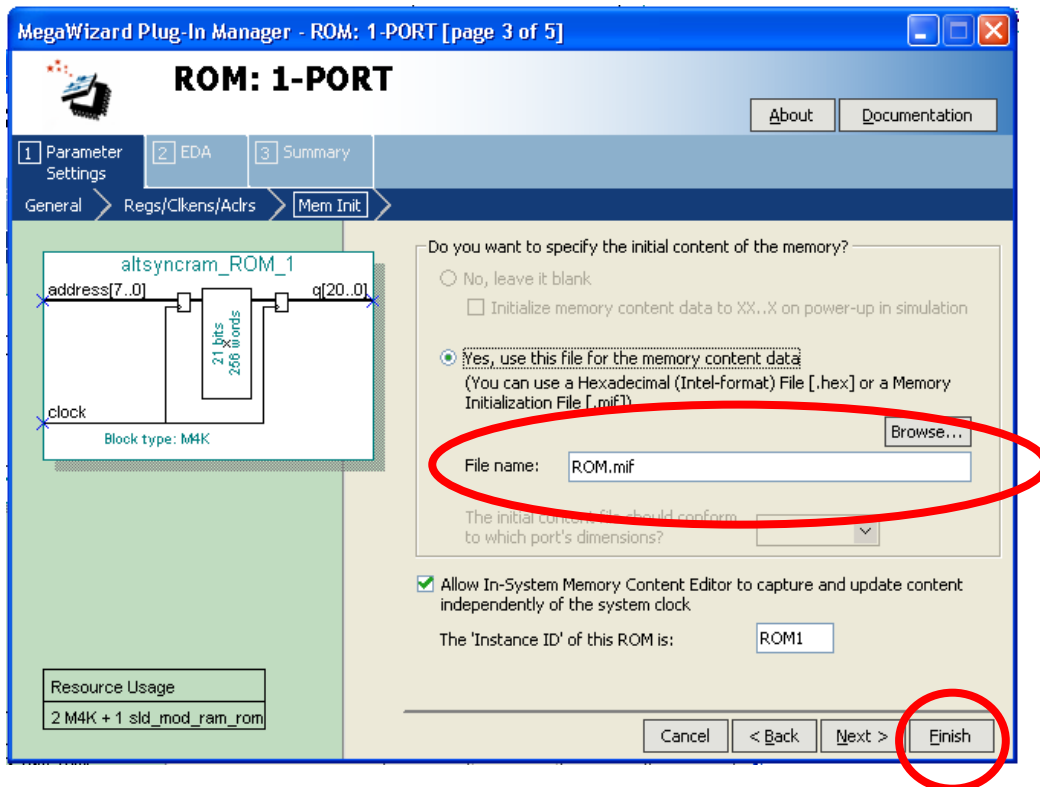 MegaWizard Plug-In Manager - ROM: 1-PORT [page 3 of 5]
ROM: 1-PORT
About
Documentation
1 Parameter Settings
2 EDA
3 Summary
General
Regs/Clkens/Aclrs
Mem Init
altsyncram_ROM_1
address[7..0]
q[20..0]
21 bits
x
256 words
clock
Block type: M4K
Do you want to specify the initial content of the memory?
No, leave it blank
Initialize memory content data to XX..X on power-up in simulation
Yes, use this file for the memory content data
(You can use a Hexadecimal (Intel-format) File [.hex] or a Memory
Initialization File [.mif])
Browse...
File name:
ROM.mif
The initial content file should conform
to which port's dimensions?
Allow In-System Memory Content Editor to capture and update content
independently of the system clock
The 'Instance ID' of this ROM is:
ROM1
Resource Usage
2 M4K + 1 sld_mod_ram_rom
Cancel
< Back
Next >
Finish